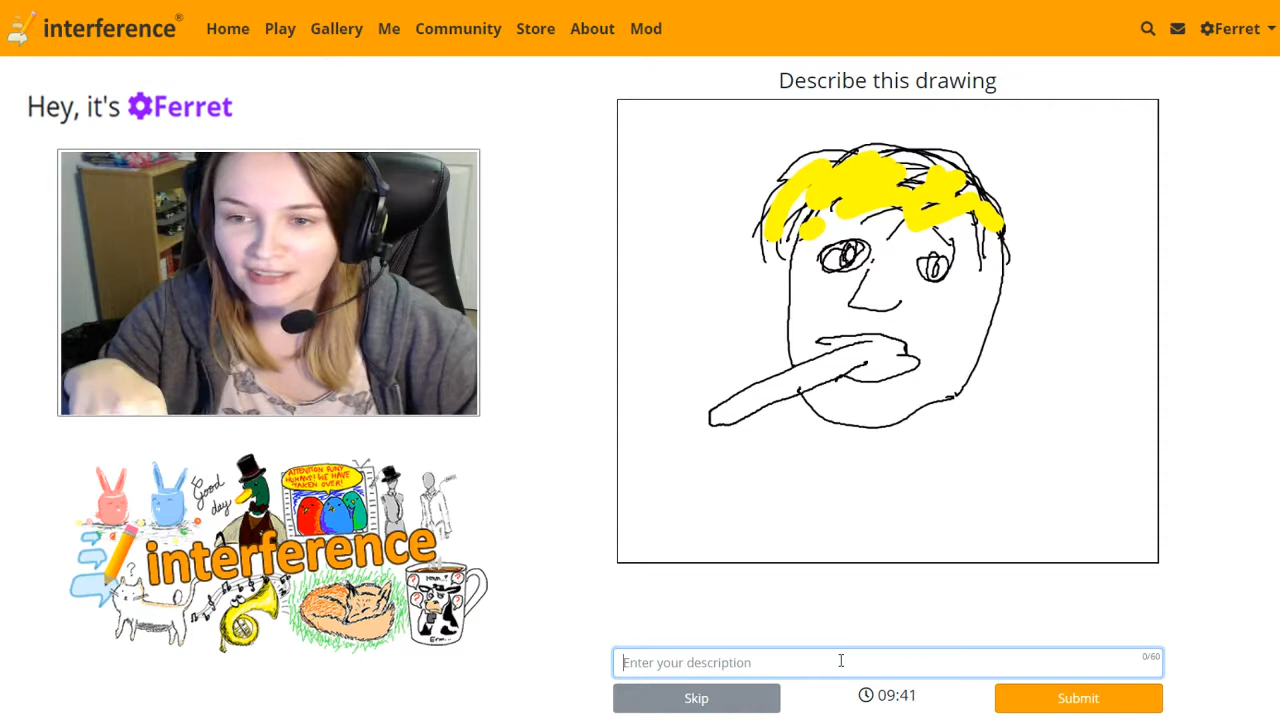 interference®
Home Play Gallery Me Community Store About Mod
Ferret
Hey, it's Ferret
Describe this drawing
Good day
ATTENTION PUNY HUMANS! WE HAVE TAKEN OVER!
interference
Erm...
Enter your description
0/60
Skip
09:41
Submit